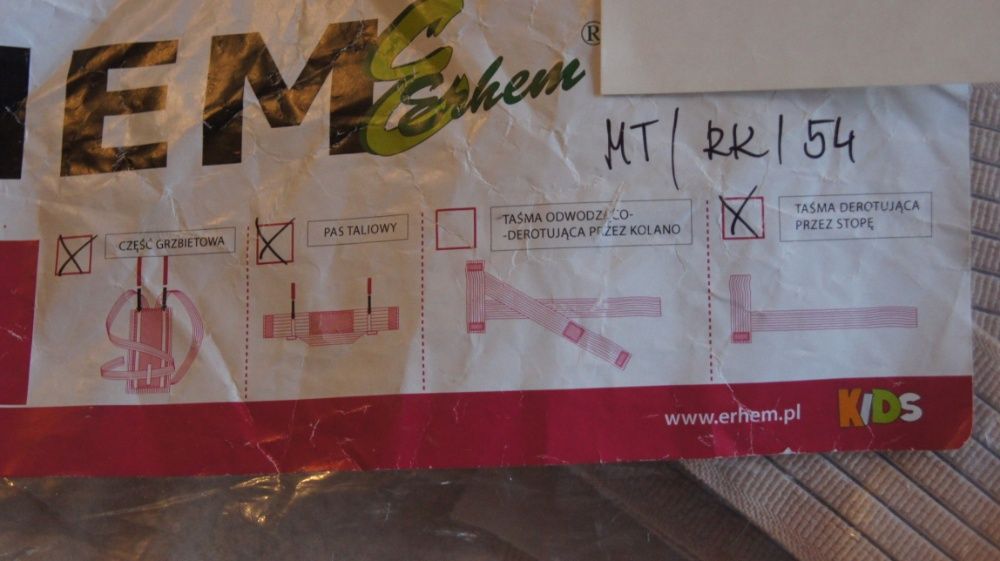 EM Erhem ®
MT/RK/54
CZĘŚĆ GRZBIETOWA
PAS TALIOWY
TAŚMA ODWODZĄCO-
-DEROTUJĄCA PRZEZ KOLANO
TAŚMA DEROTUJĄCA
PRZEZ STOPĘ
www.erhem.pl KIDS